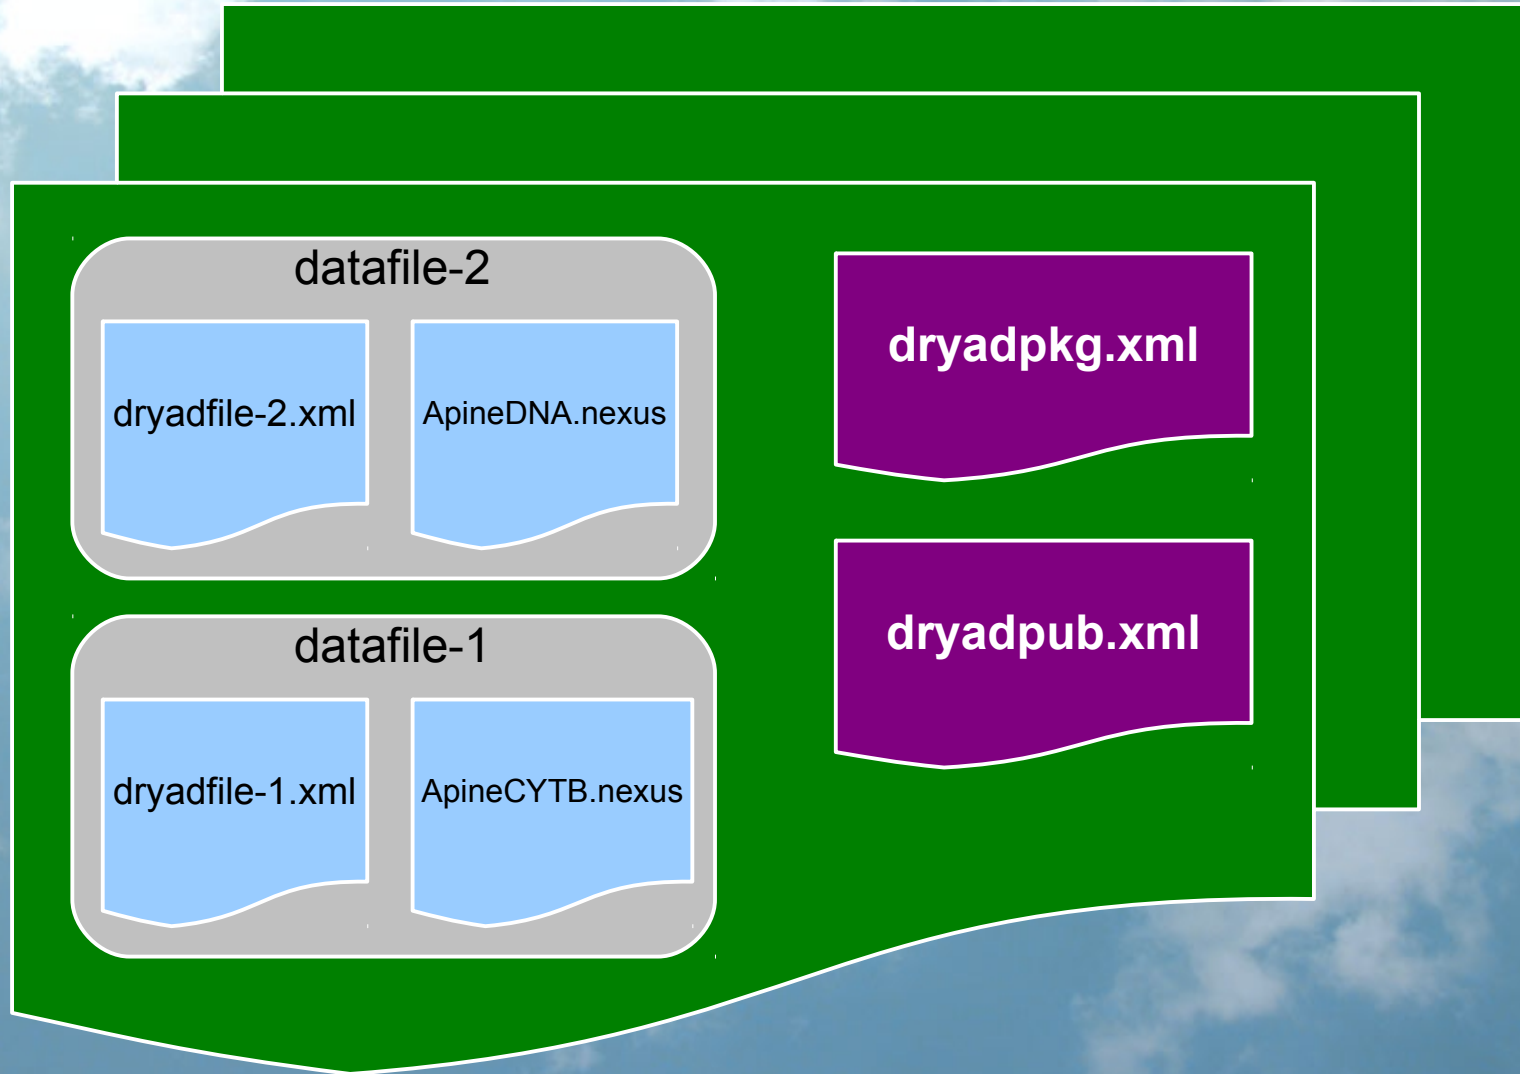 datafile-2
dryadfile-2.xml
ApineDNA.nexus
datafile-1
dryadfile-1.xml
ApineCYTB.nexus
dryadpkg.xml
dryadpub.xml